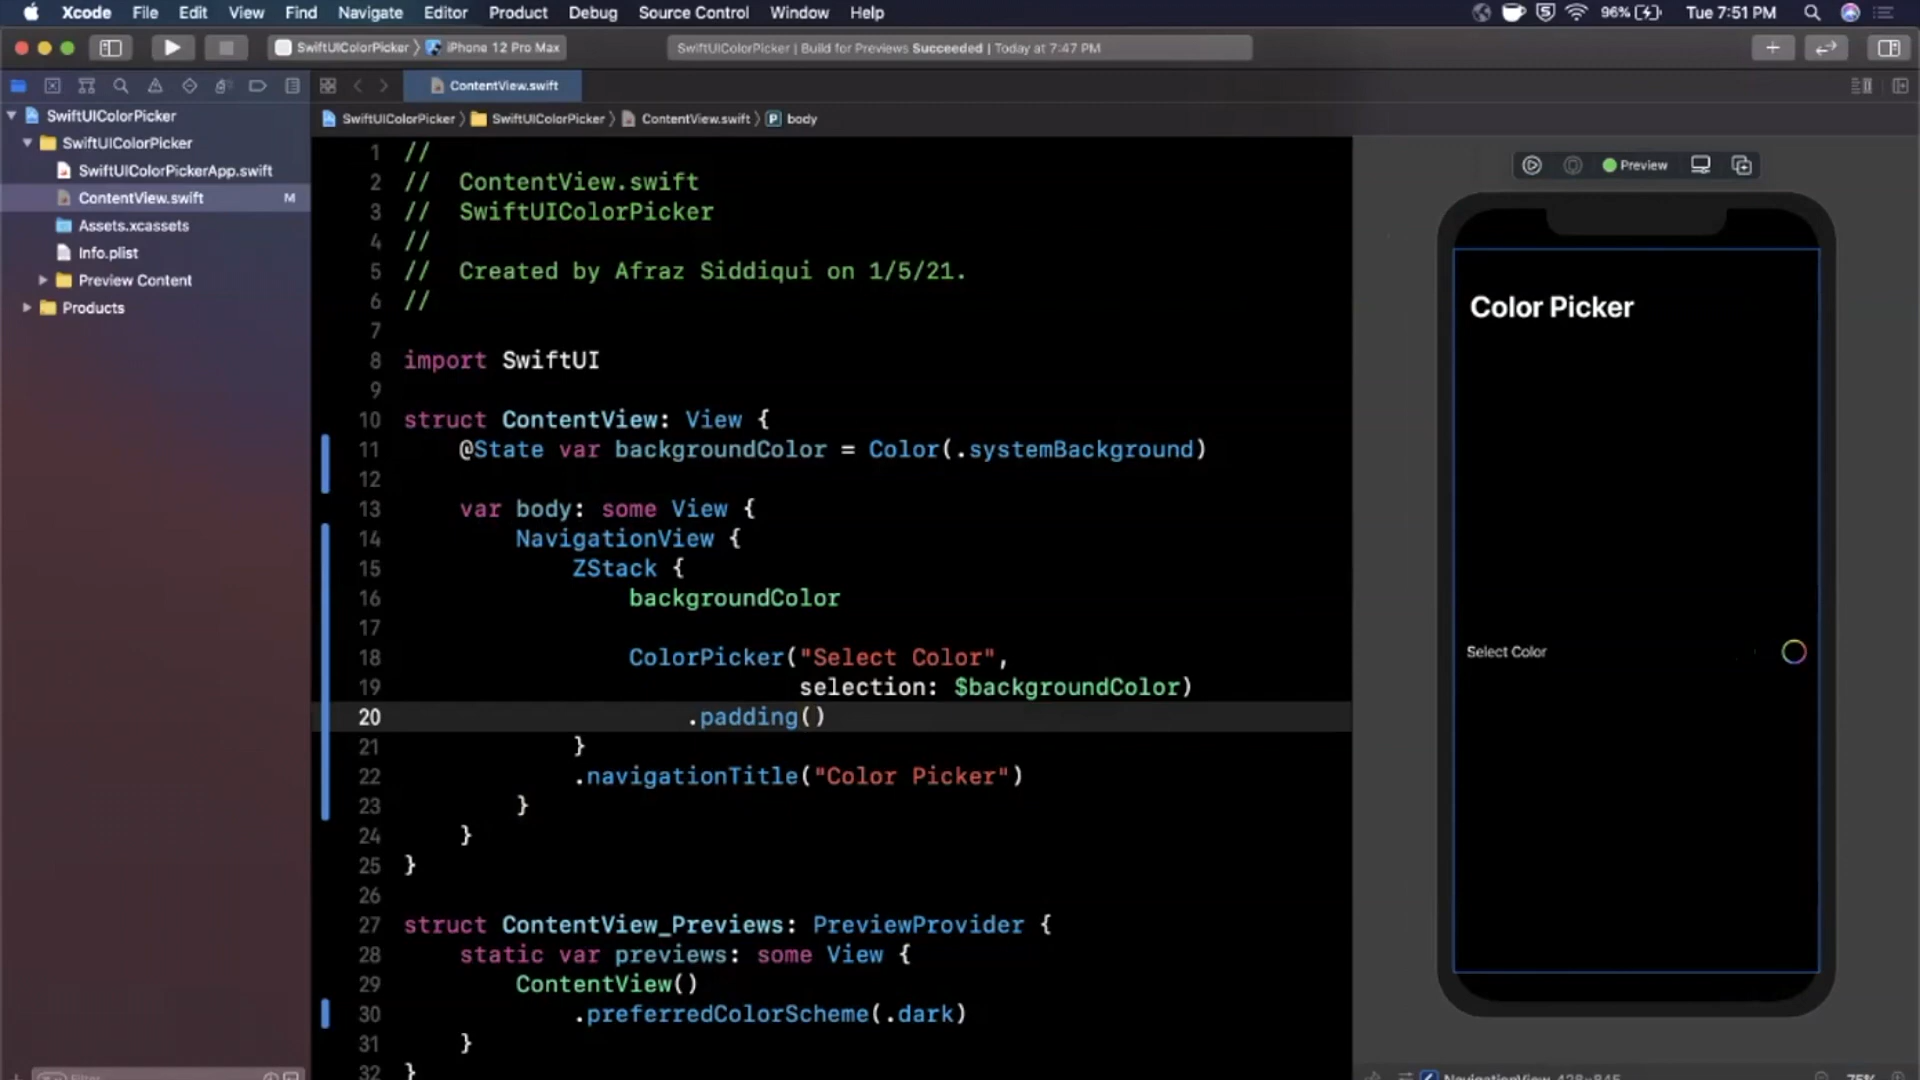 Xcode File Edit View Find Navigate Editor Product Debug Source Control Window Help 96% Tue 7:51 PM
SwiftUIColorPicker iPhone 12 Pro Max SwiftUIColorPicker | Build for Previews Succeeded | Today at 7:47 PM
ContentView.swift
SwiftUIColorPicker SwiftUIColorPicker ContentView.swift P body
SwiftUIColorPicker
SwiftUIColorPicker
SwiftUIColorPickerApp.swift
ContentView.swift M
Assets.xcassets
Info.plist
Preview Content
Products
1 //
2 //  ContentView.swift
3 //  SwiftUIColorPicker
4 //
5 //  Created by Afraz Siddiqui on 1/5/21.
6 //
7
8 import SwiftUI
9
10 struct ContentView: View {
11     @State var backgroundColor = Color(.systemBackground)
12
13     var body: some View {
14         NavigationView {
15             ZStack {
16                 backgroundColor
17
18                 ColorPicker("Select Color",
19                             selection: $backgroundColor)
20                     .padding()
21             }
22             .navigationTitle("Color Picker")
23         }
24     }
25 }
26
27 struct ContentView_Previews: PreviewProvider {
28     static var previews: some View {
29         ContentView()
30             .preferredColorScheme(.dark)
31     }
32 }
Preview
Color Picker
Select Color
Filter
NavigationView 428×845
75%